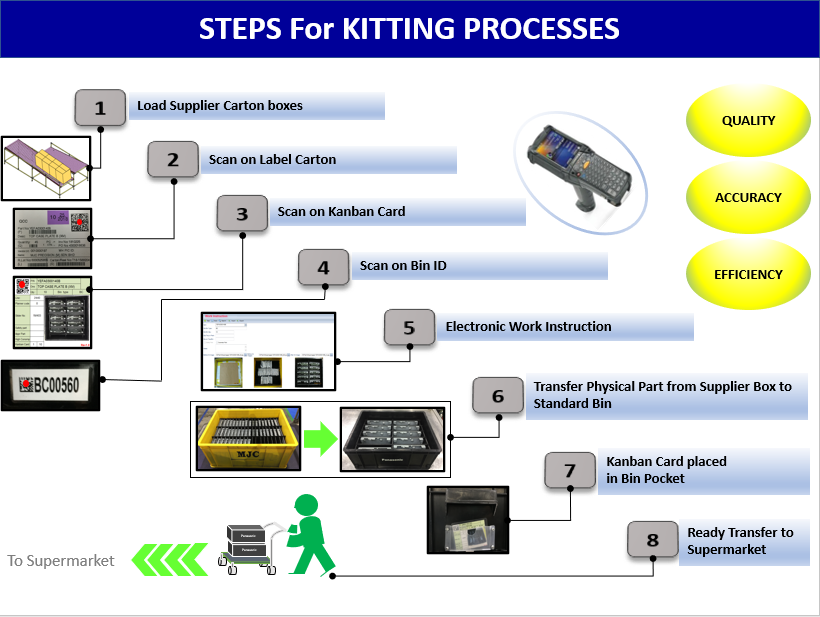 STEPS For KITTING PROCESSES
1
Load Supplier Carton boxes
2
Scan on Label Carton
3
Scan on Kanban Card
4
Scan on Bin ID
5
Electronic Work Instruction
6
Transfer Physical Part from Supplier Box to
Standard Bin
7
Kanban Card placed
in Bin Pocket
8
Ready Transfer to
Supermarket
QUALITY
ACCURACY
EFFICIENCY
BC00560
MJC
Panasonic
Panasonic
Panasonic
To Supermarket